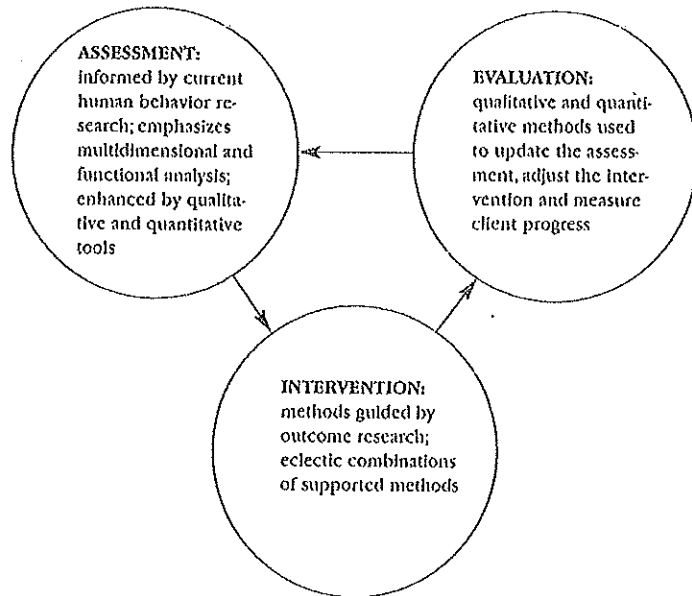 ASSESSMENT:
informed by current
human behavior re-
search; emphasizes
multidimensional and
functional analysis;
enhanced by qualita-
tive and quantitative
tools
EVALUATION:
qualitative and quanti-
tative methods used
to update the assess-
ment, adjust the inter-
vention and measure
client progress
INTERVENTION:
methods guided by
outcome research;
eclectic combinations
of supported methods